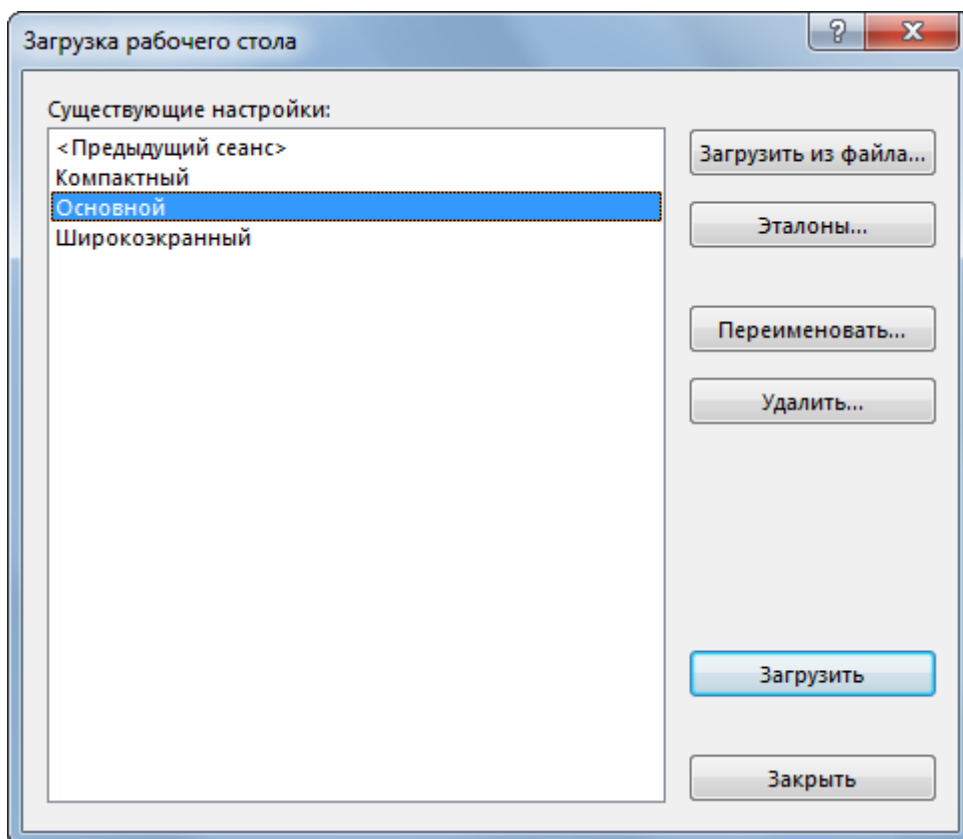 Загрузка рабочего стола
?
Существующие настройки:
<Предыдущий сеанс>
Компактный
Основной
Широкоэкранный
Загрузить из файла...
Эталоны...
Переименовать...
Удалить...
Загрузить
Закрыть